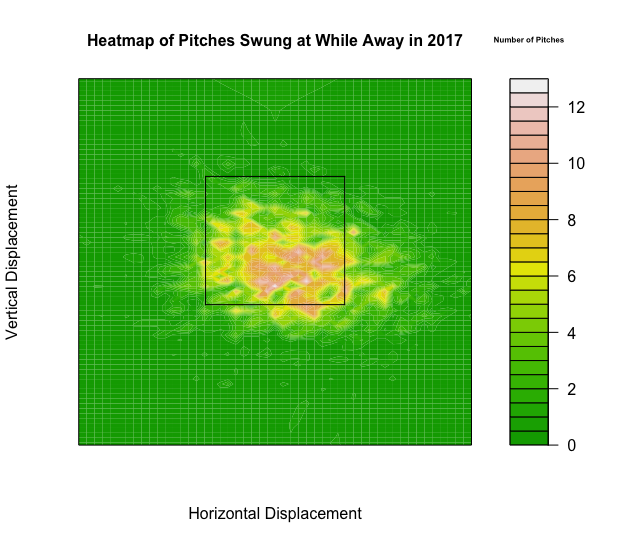 Heatmap of Pitches Swung at While Away in 2017
Number of Pitches
12
10
8
6
4
2
0
Vertical Displacement
Horizontal Displacement